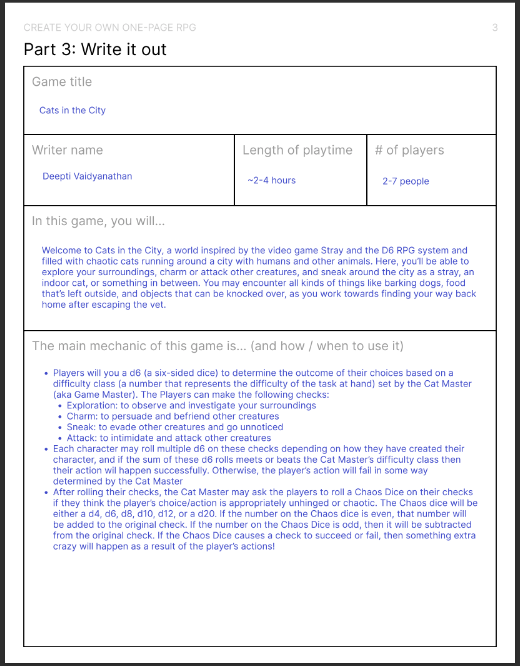 CREATE YOUR OWN ONE-PAGE RPG 3
Part 3: Write it out
Game title
Cats in the City
Writer name
Deepti Vaidyanathan
Length of playtime
~2-4 hours
# of players
2-7 people
In this game, you will...
Welcome to Cats in the City, a world inspired by the video game Stray and the D6 RPG system and
filled with chaotic cats running around a city with humans and other animals. Here, you'll be able to
explore your surroundings, charm or attack other creatures, and sneak around the city as a stray, an
indoor cat, or something in between. You may encounter all kinds of things like barking dogs, food
that's left outside, and objects that can be knocked over, as you work towards finding your way back
home after escaping the vet.
The main mechanic of this game is... (and how / when to use it)
• Players will you a d6 (a six-sided dice) to determine the outcome of their choices based on a
difficulty class (a number that represents the difficulty of the task at hand) set by the Cat Master
(aka Game Master). The Players can make the following checks:
• Exploration: to observe and investigate your surroundings
• Charm: to persuade and befriend other creatures
• Sneak: to evade other creatures and go unnoticed
• Attack: to intimidate and attack other creatures
• Each character may roll multiple d6 on these checks depending on how they have created their
character, and if the sum of these d6 rolls meets or beats the Cat Master's difficulty class then
their action wil happen successfully. Otherwise, the player's action will fail in some way
determined by the Cat Master
• After rolling their checks, the Cat Master may ask the players to roll a Chaos Dice on their checks
if they think the player's choice/action is appropriately unhinged or chaotic. The Chaos dice will be
either a d4, d6, d8, d10, d12, or a d20. If the number on the Chaos dice is even, that number will
be added to the original check. If the number on the Chaos Dice is odd, then it will be subtracted
from the original check. If the Chaos Dice causes a check to succeed or fail, then something extra
crazy will happen as a result of the player's actions!